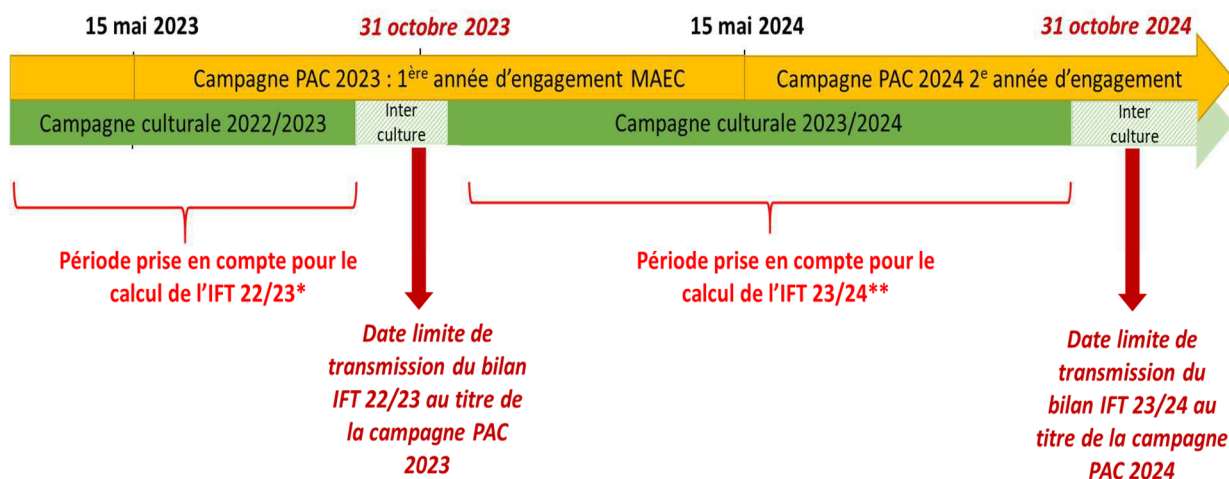 15 mai 2023
31 octobre 2023
15 mai 2024
31 octobre 2024
Campagne PAC 2023 : 1ère année d'engagement MAEC
Campagne PAC 2024 2e année d'engagement
Campagne culturale 2022/2023
Inter
culture
Campagne culturale 2023/2024
Inter
culture
Période prise en compte pour le
calcul de l'IFT 22/23*
Période prise en compte pour le
calcul de l'IFT 23/24**
Date limite de
transmission du bilan
IFT 22/23 au titre de
la campagne PAC
2023
Date limite de
transmission du
bilan IFT 23/24 au
titre de la campagne
PAC 2024